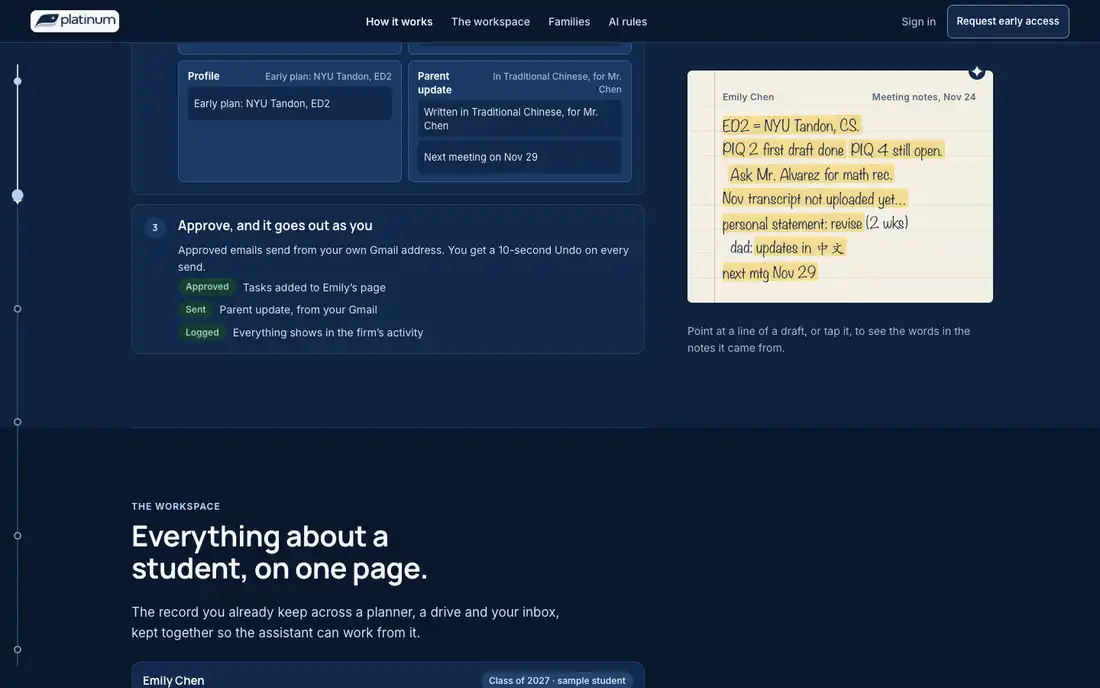 platinum
How it works
The workspace
Families
AI rules
Sign in
Request early access
Profile
Early plan: NYU Tandon, ED2
Early plan: NYU Tandon, ED2
Parent update
In Traditional Chinese, for Mr. Chen
Written in Traditional Chinese, for Mr. Chen
Next meeting on Nov 29
3
Approve, and it goes out as you
Approved emails send from your own Gmail address. You get a 10-second Undo on every
send.
Approved Tasks added to Emily’s page
Sent Parent update, from your Gmail
Logged Everything shows in the firm’s activity
Emily Chen
Meeting notes, Nov 24
ED2 = NYU Tandon, CS.
PIQ 2 first draft done PIQ 4 still open.
Ask Mr. Alvarez for math rec.
Nov transcript not uploaded yet...
personal statement: revise (2 wks)
dad: updates in 中文
next mtg Nov 29
Point at a line of a draft, or tap it, to see the words in the
notes it came from.
THE WORKSPACE
Everything about a
student, on one page.
The record you already keep across a planner, a drive and your inbox,
kept together so the assistant can work from it.
Emily Chen
Class of 2027 · sample student